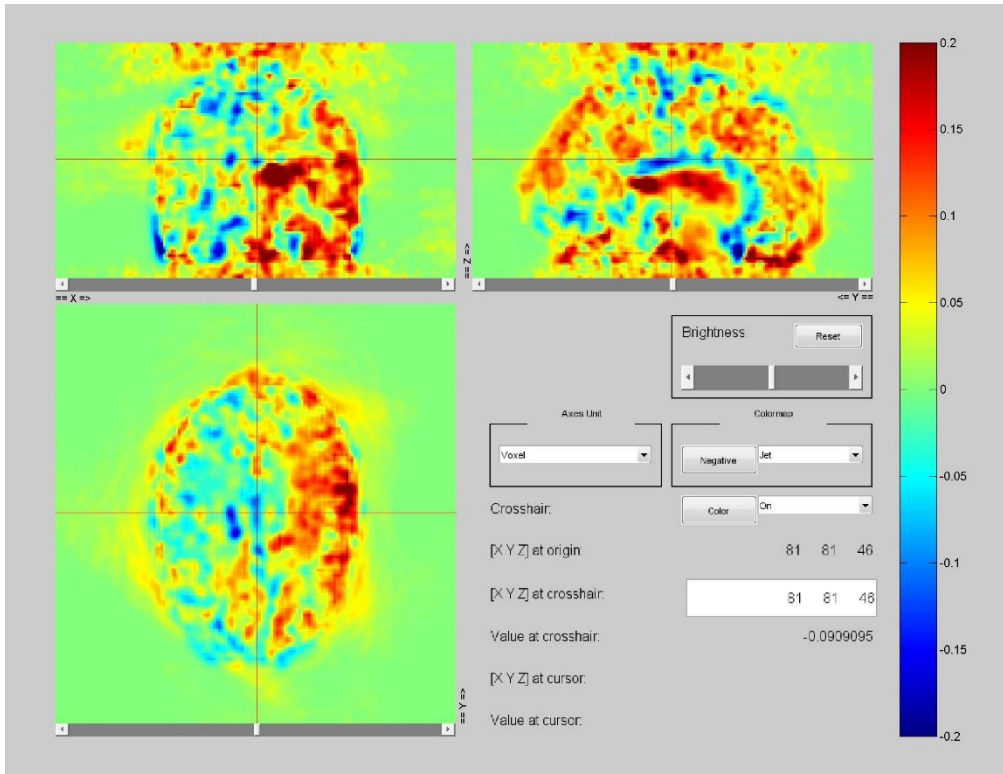 == X =>
== Z =>
<= Y ==
== Y =>
Brightness:
Reset
Axes Unit
Colormap
Voxel
Negative
Jet
Crosshair:
Color
On
[X Y Z] at origin:
81 81 46
[X Y Z] at crosshair:
81 81 46
Value at crosshair:
-0.0909095
[X Y Z] at cursor:
Value at cursor:
0.2
0.15
0.1
0.05
0
-0.05
-0.1
-0.15
-0.2